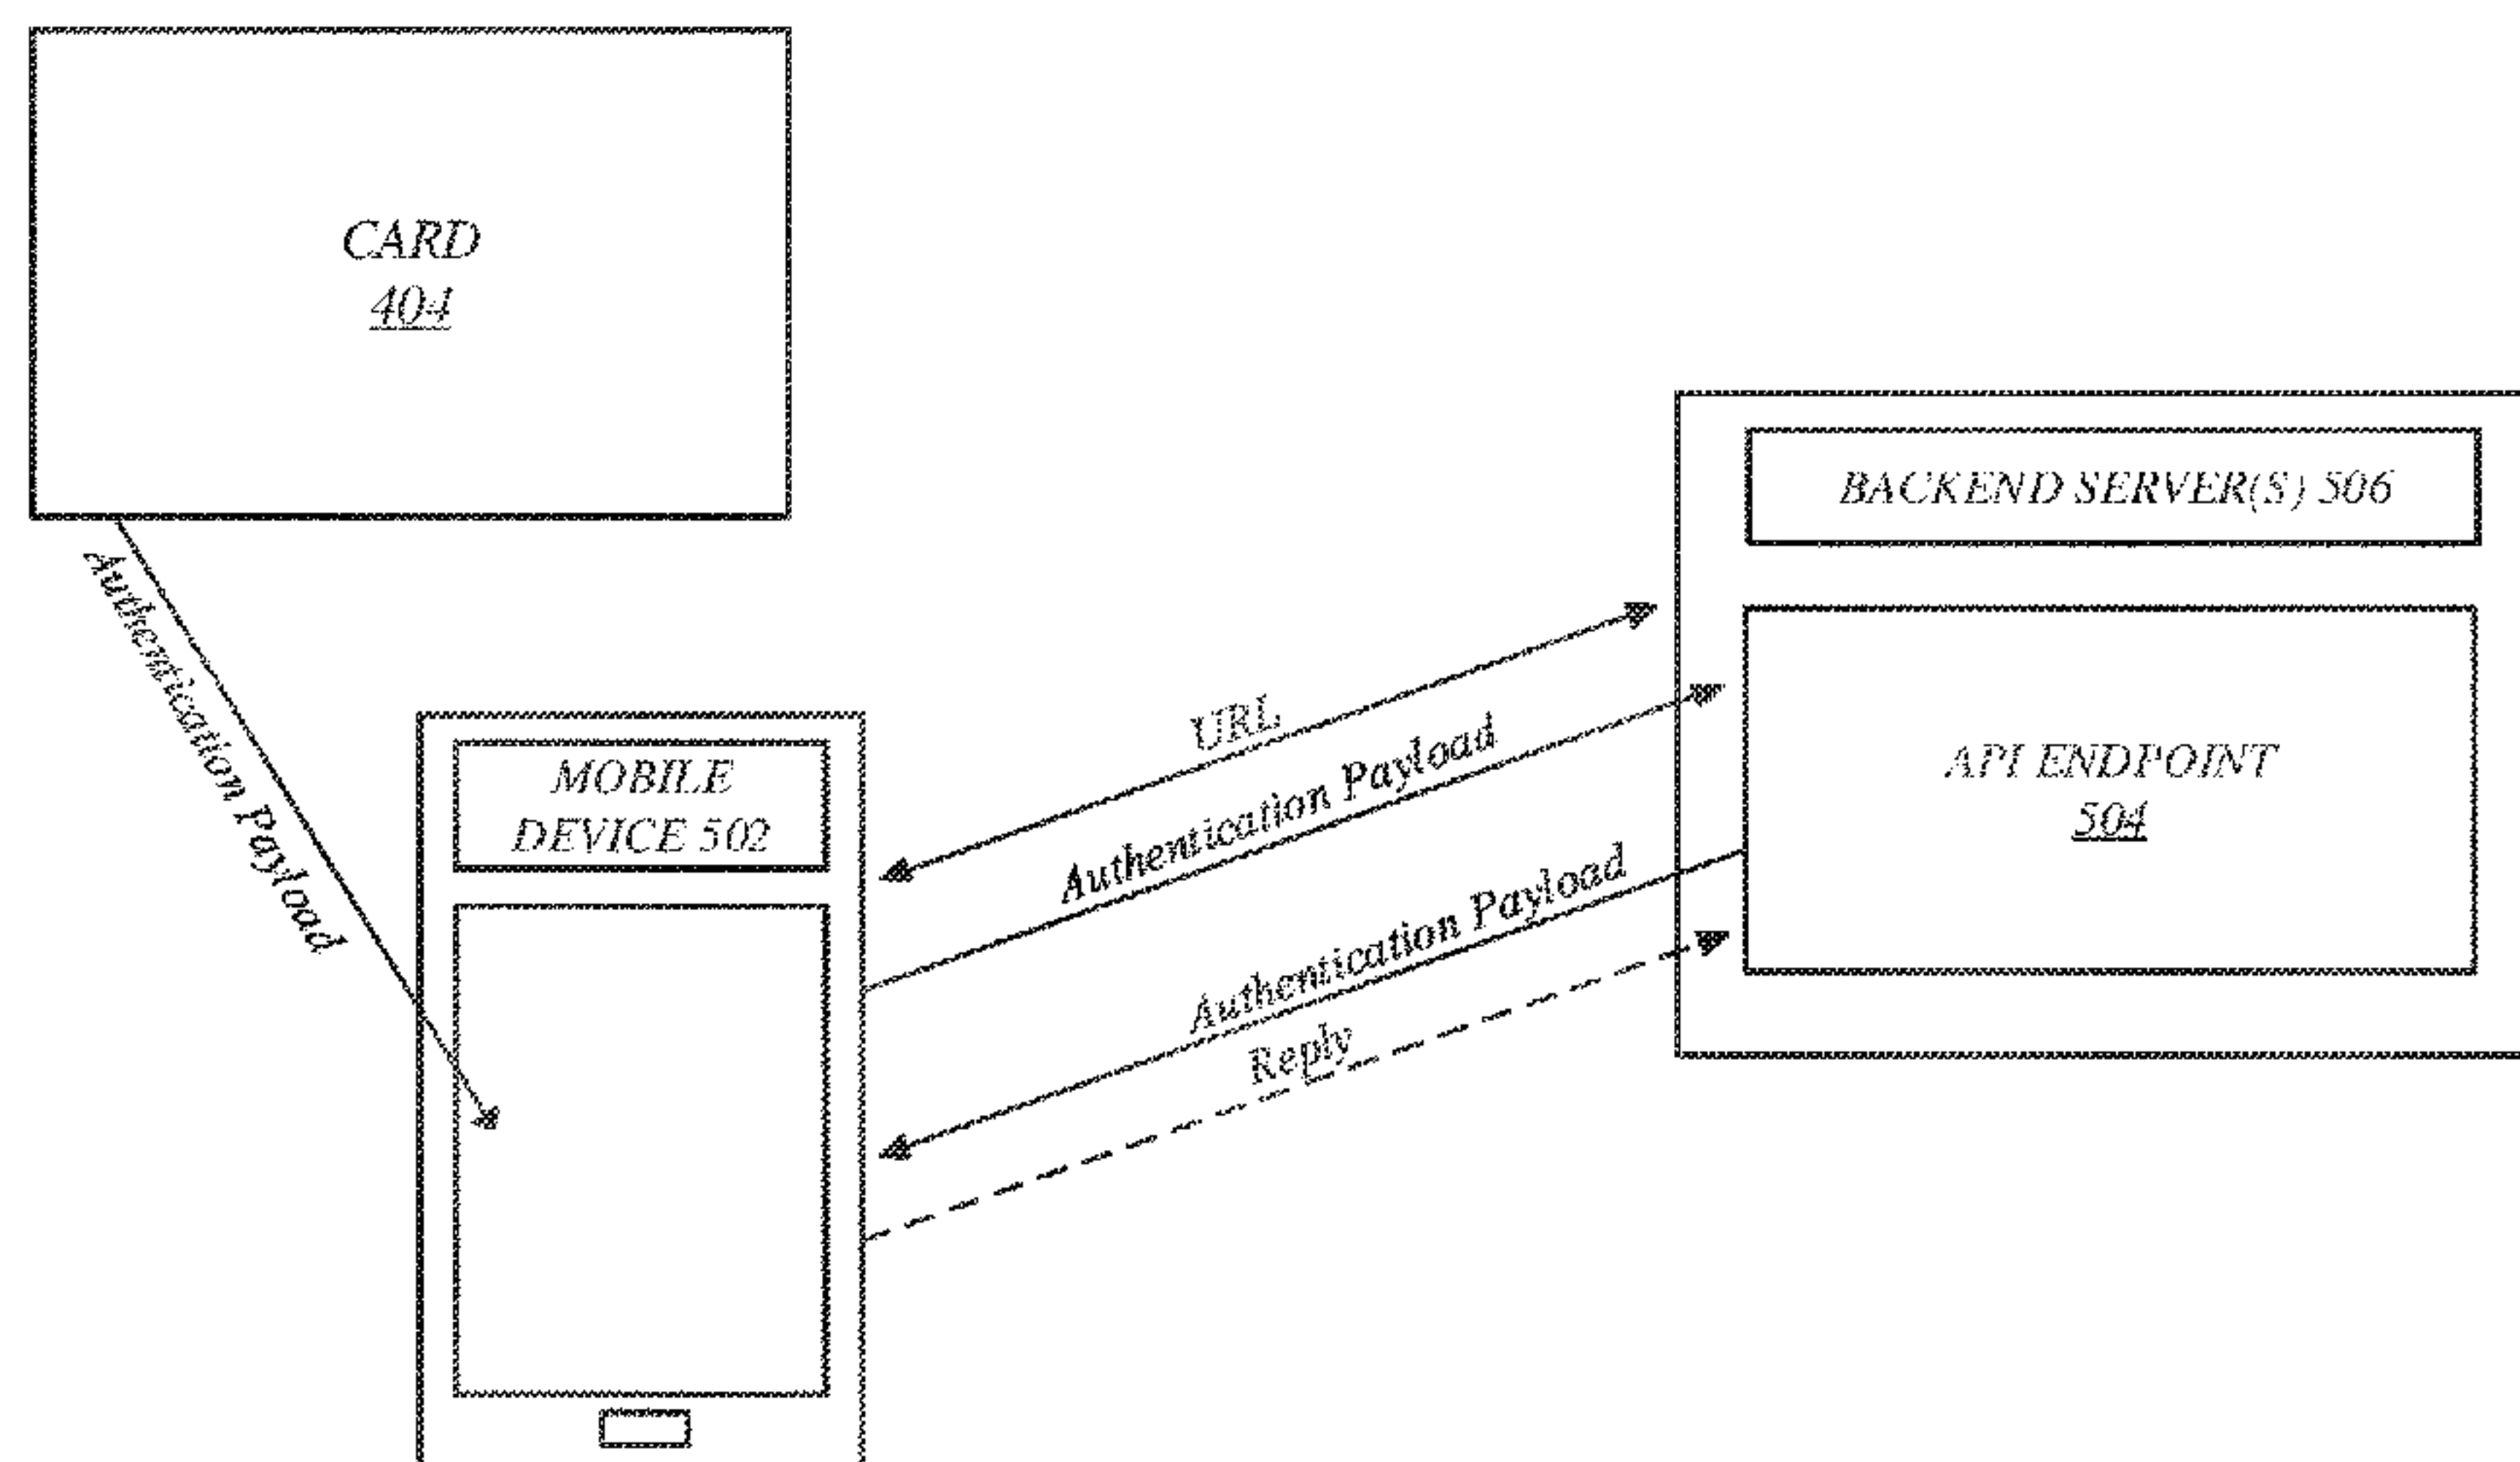 CARD
404
BACKEND SERVER(S) 506
Authentication Payload
URL
MOBILE
DEVICE 502
Authentication Payload
API ENDPOINT
504
Authentication Payload
Reply